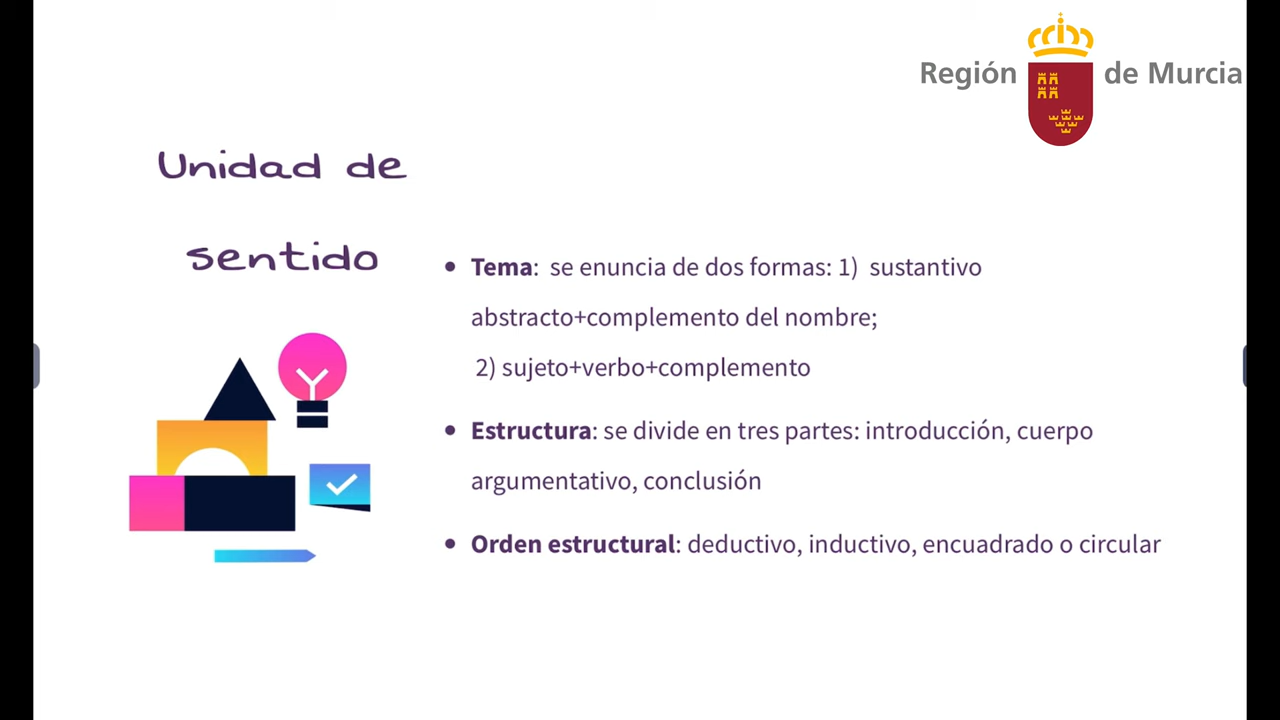 Región de Murcia
Unidad de
sentido
• Tema:  se enuncia de dos formas: 1)  sustantivo
abstracto+complemento del nombre;
2) sujeto+verbo+complemento
• Estructura: se divide en tres partes: introducción, cuerpo
argumentativo, conclusión
• Orden estructural: deductivo, inductivo, encuadrado o circular